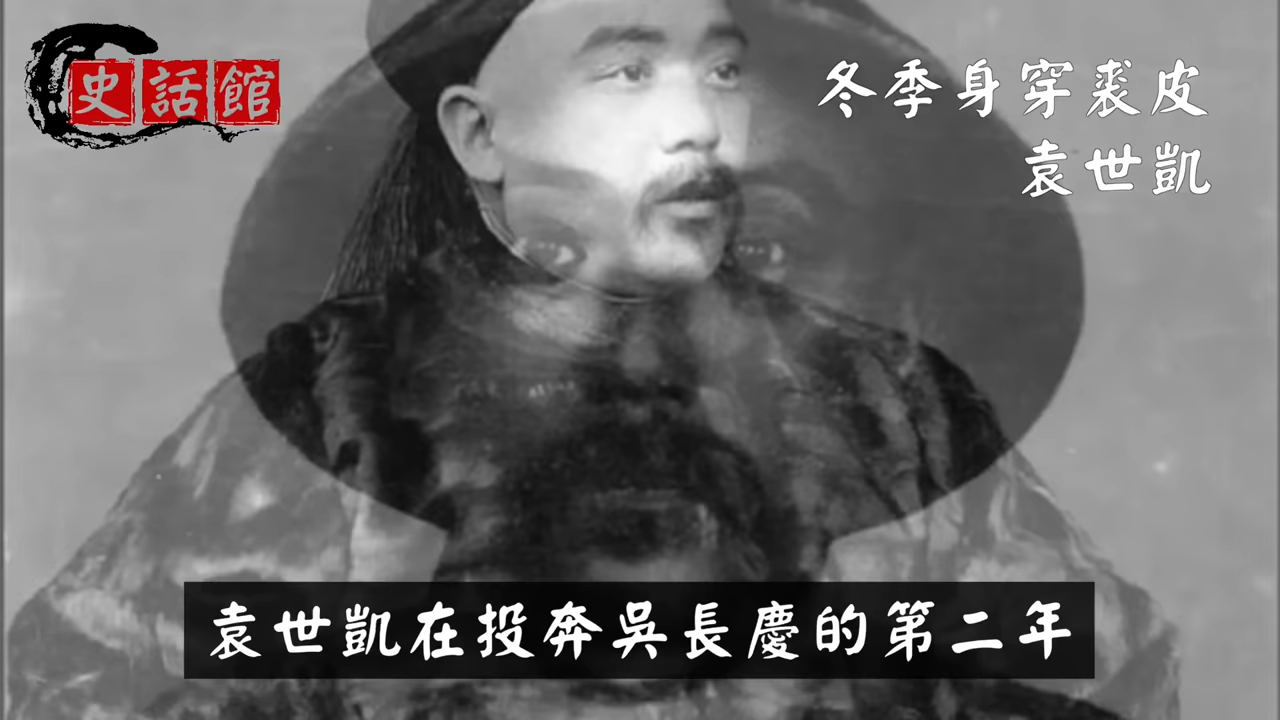 史話館
冬季身穿裘皮
袁世凱
袁世凱在投奔吳長慶的第二年